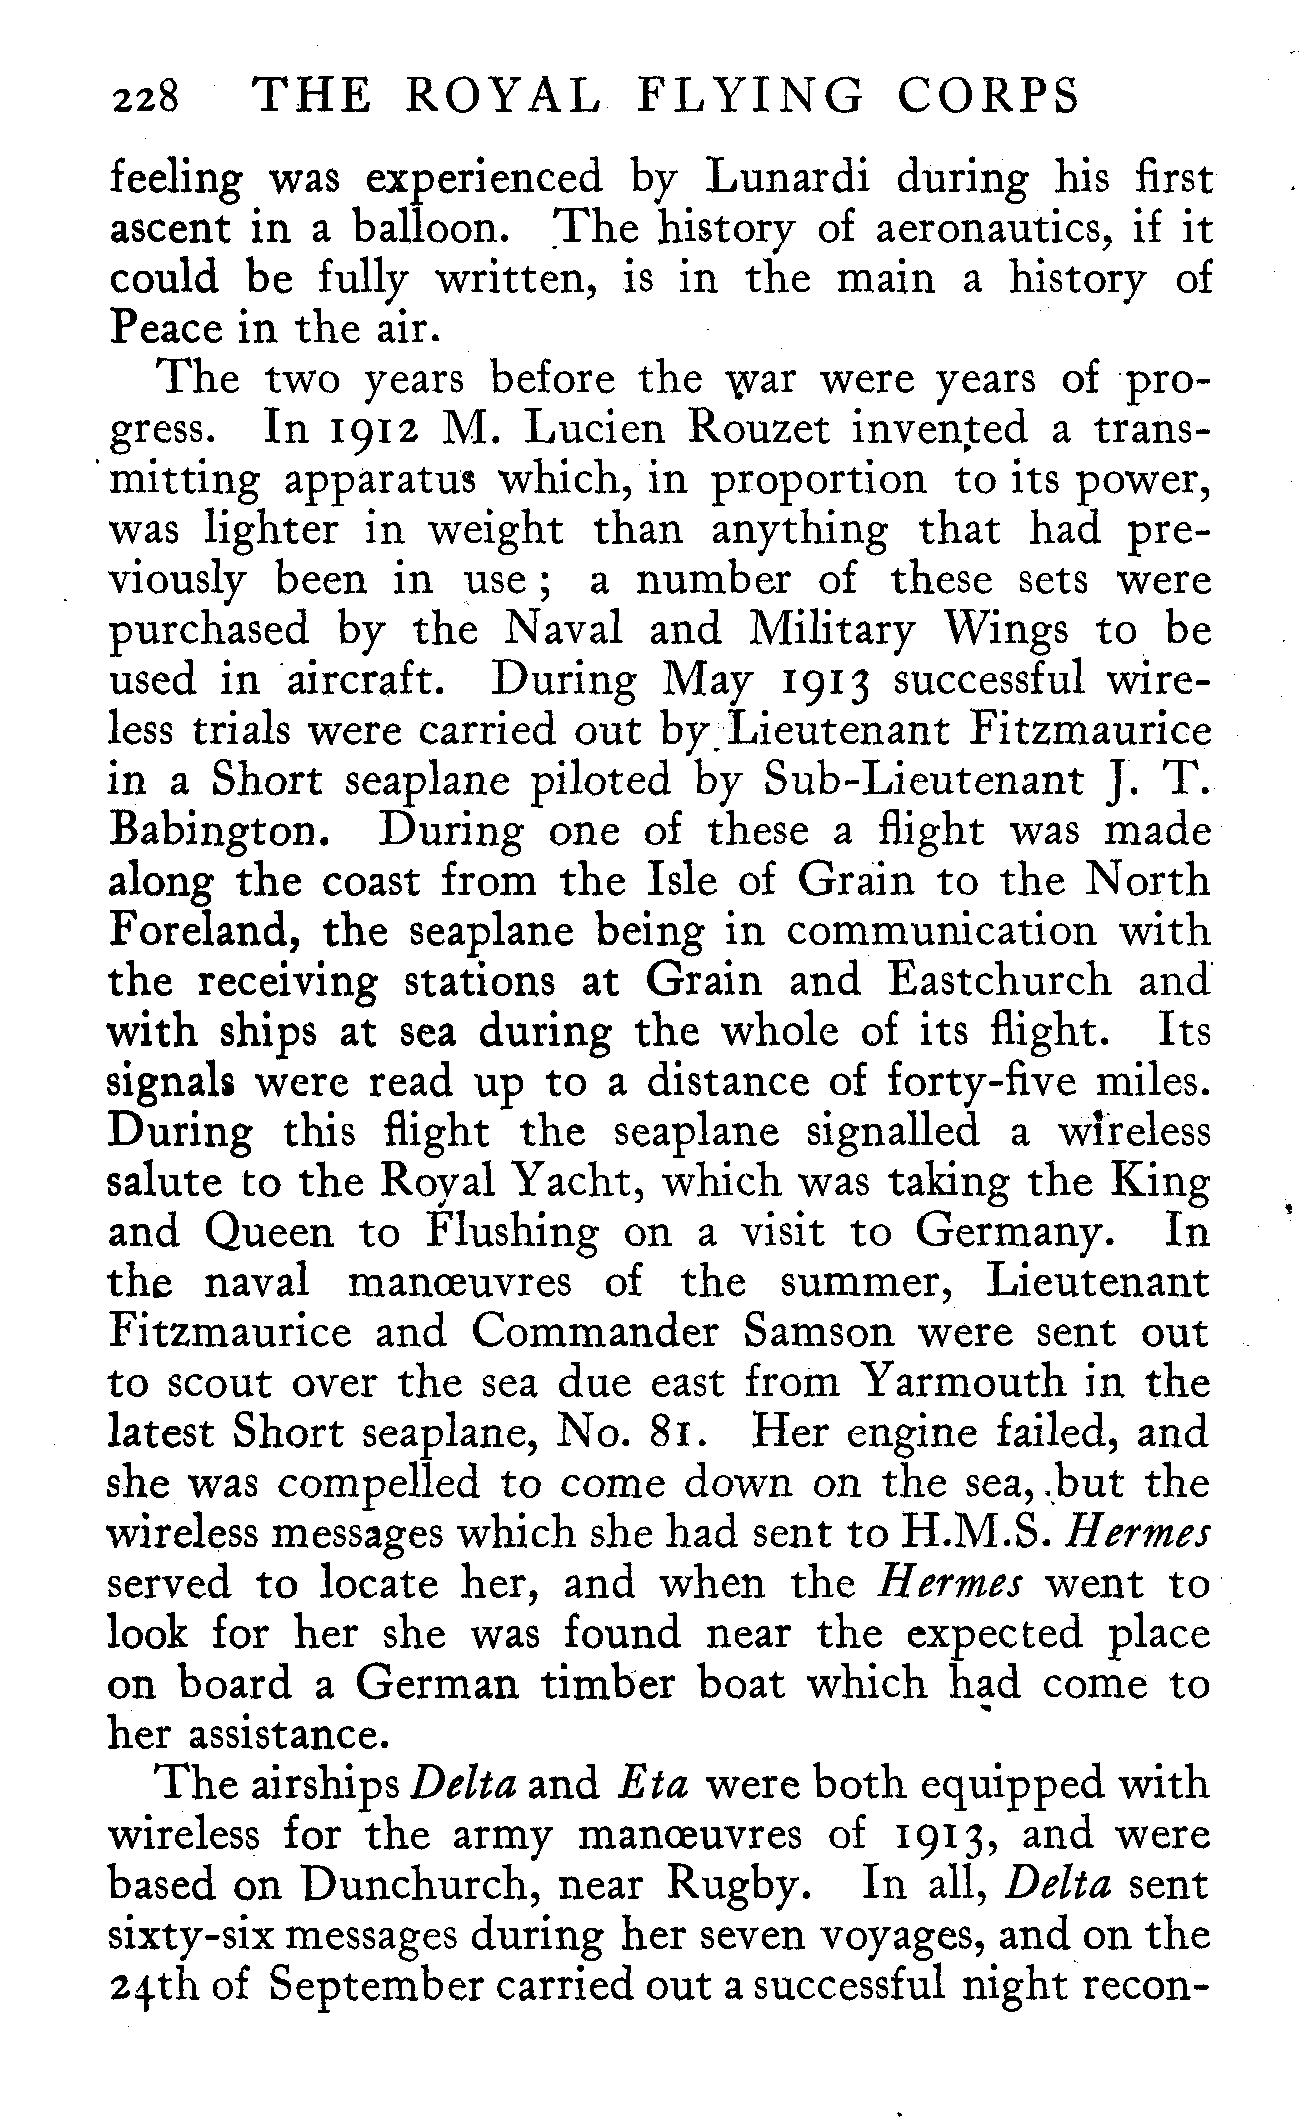 228 THE ROYAL FLYING CORPS
feeling was experienced by Lunardi during his first
ascent in a balloon. The history of aeronautics, if it
could be fully written, is in the main a history of
Peace in the air.
The two years before the war were years of pro-
gress. In 1912 M. Lucien Rouzet invented a trans-
mitting apparatus which, in proportion to its power,
was lighter in weight than anything that had pre-
viously been in use ; a number of these sets were
purchased by the Naval and Military Wings to be
used in aircraft. During May 1913 successful wire-
less trials were carried out by Lieutenant Fitzmaurice
in a Short seaplane piloted by Sub-Lieutenant J. T.
Babington. During one of these a flight was made
along the coast from the Isle of Grain to the North
Foreland, the seaplane being in communication with
the receiving stations at Grain and Eastchurch and
with ships at sea during the whole of its flight. Its
signals were read up to a distance of forty-five miles.
During this flight the seaplane signalled a wireless
salute to the Royal Yacht, which was taking the King
and Queen to Flushing on a visit to Germany. In
the naval manœuvres of the summer, Lieutenant
Fitzmaurice and Commander Samson were sent out
to scout over the sea due east from Yarmouth in the
latest Short seaplane, No. 81. Her engine failed, and
she was compelled to come down on the sea, but the
wireless messages which she had sent to H.M.S. Hermes
served to locate her, and when the Hermes went to
look for her she was found near the expected place
on board a German timber boat which had come to
her assistance.
The airships Delta and Eta were both equipped with
wireless for the army manœuvres of 1913, and were
based on Dunchurch, near Rugby. In all, Delta sent
sixty-six messages during her seven voyages, and on the
24th of September carried out a successful night recon-